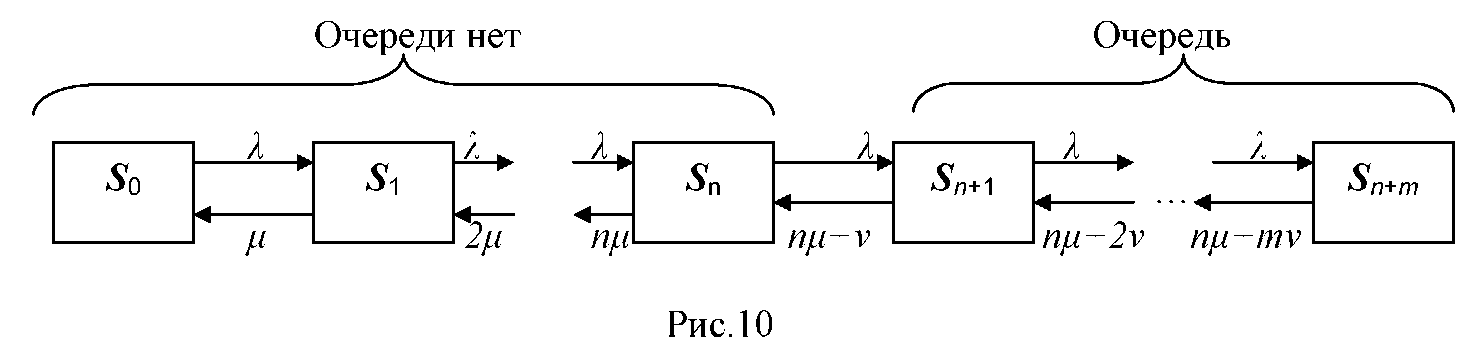 Очереди нет Очередь
λ λ λ λ λ λ
S0 S1 Sn Sn+1 Sn+m
μ 2μ nμ nμ−ν nμ−2ν ··· nμ−mν
Рис.10